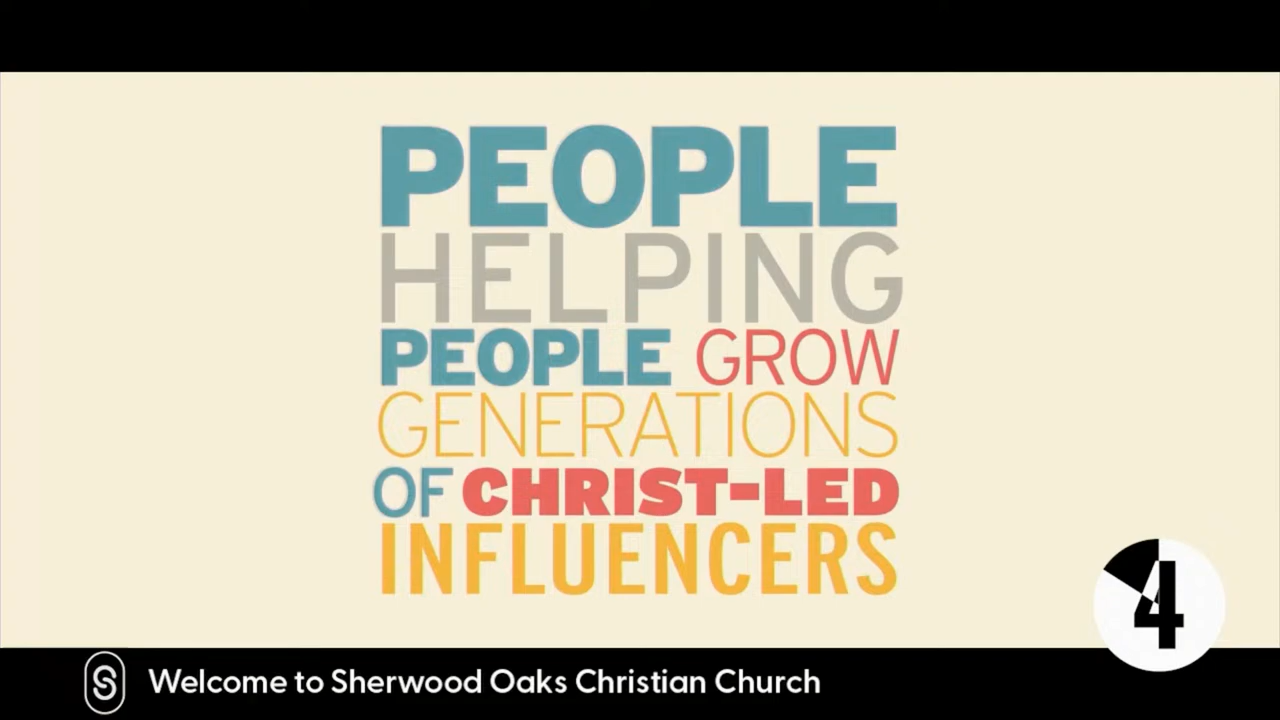 PEOPLE
HELPING
PEOPLE GROW
GENERATIONS
OF CHRIST-LED
INFLUENCERS
4
S Welcome to Sherwood Oaks Christian Church